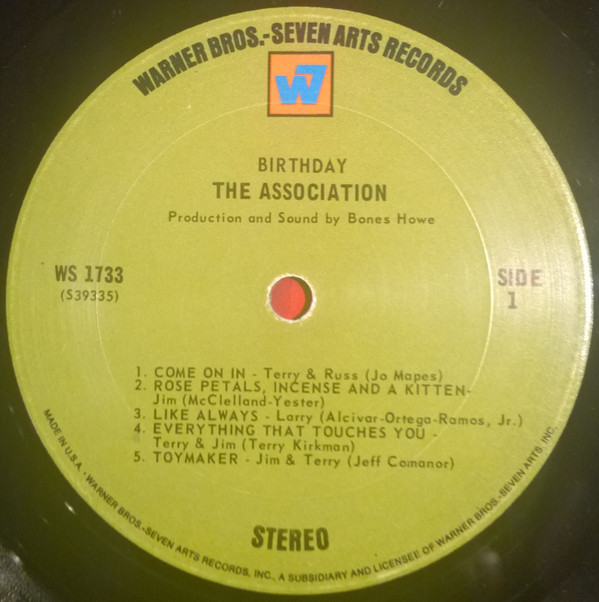 WARNER BROS.-SEVEN ARTS RECORDS
W7
BIRTHDAY
THE ASSOCIATION
Production and Sound by Bones Howe
WS 1733
(S39335)
SIDE
1
1. COME ON IN - Terry & Russ (Jo Mapes)
2. ROSE PETALS, INCENSE AND A KITTEN-
Jim (McClelland-Yester)
3. LIKE ALWAYS - Larry (Alcivar-Ortega-Ramos, Jr.)
4. EVERYTHING THAT TOUCHES YOU -
Terry & Jim (Terry Kirkman)
5. TOYMAKER - Jim & Terry (Jeff Comanor)
STEREO
MADE IN U.S.A. · WARNER BROS.-SEVEN ARTS RECORDS, INC., A SUBSIDIARY AND LICENSEE OF WARNER BROS.-SEVEN ARTS, INC.